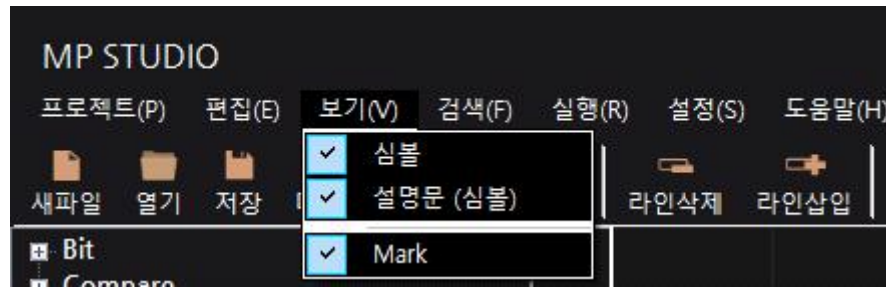 MP STUDIO
프로젝트(P) 편집(E) 보기(V) 검색(F) 실행(R) 설정(S) 도움말(H)
새파일 열기 저장 라인삭제 라인삽입
심볼
설명문 (심볼)
Mark
Bit
Compare